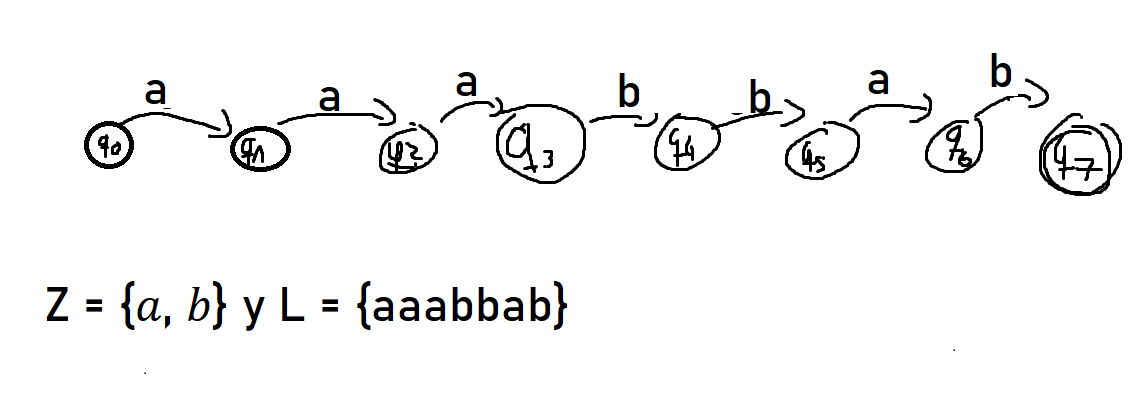 a a a b b a b
q0 q1 q2 q3 q4 q5 q6 q7
Z = {a, b} y L = {aaabbab}